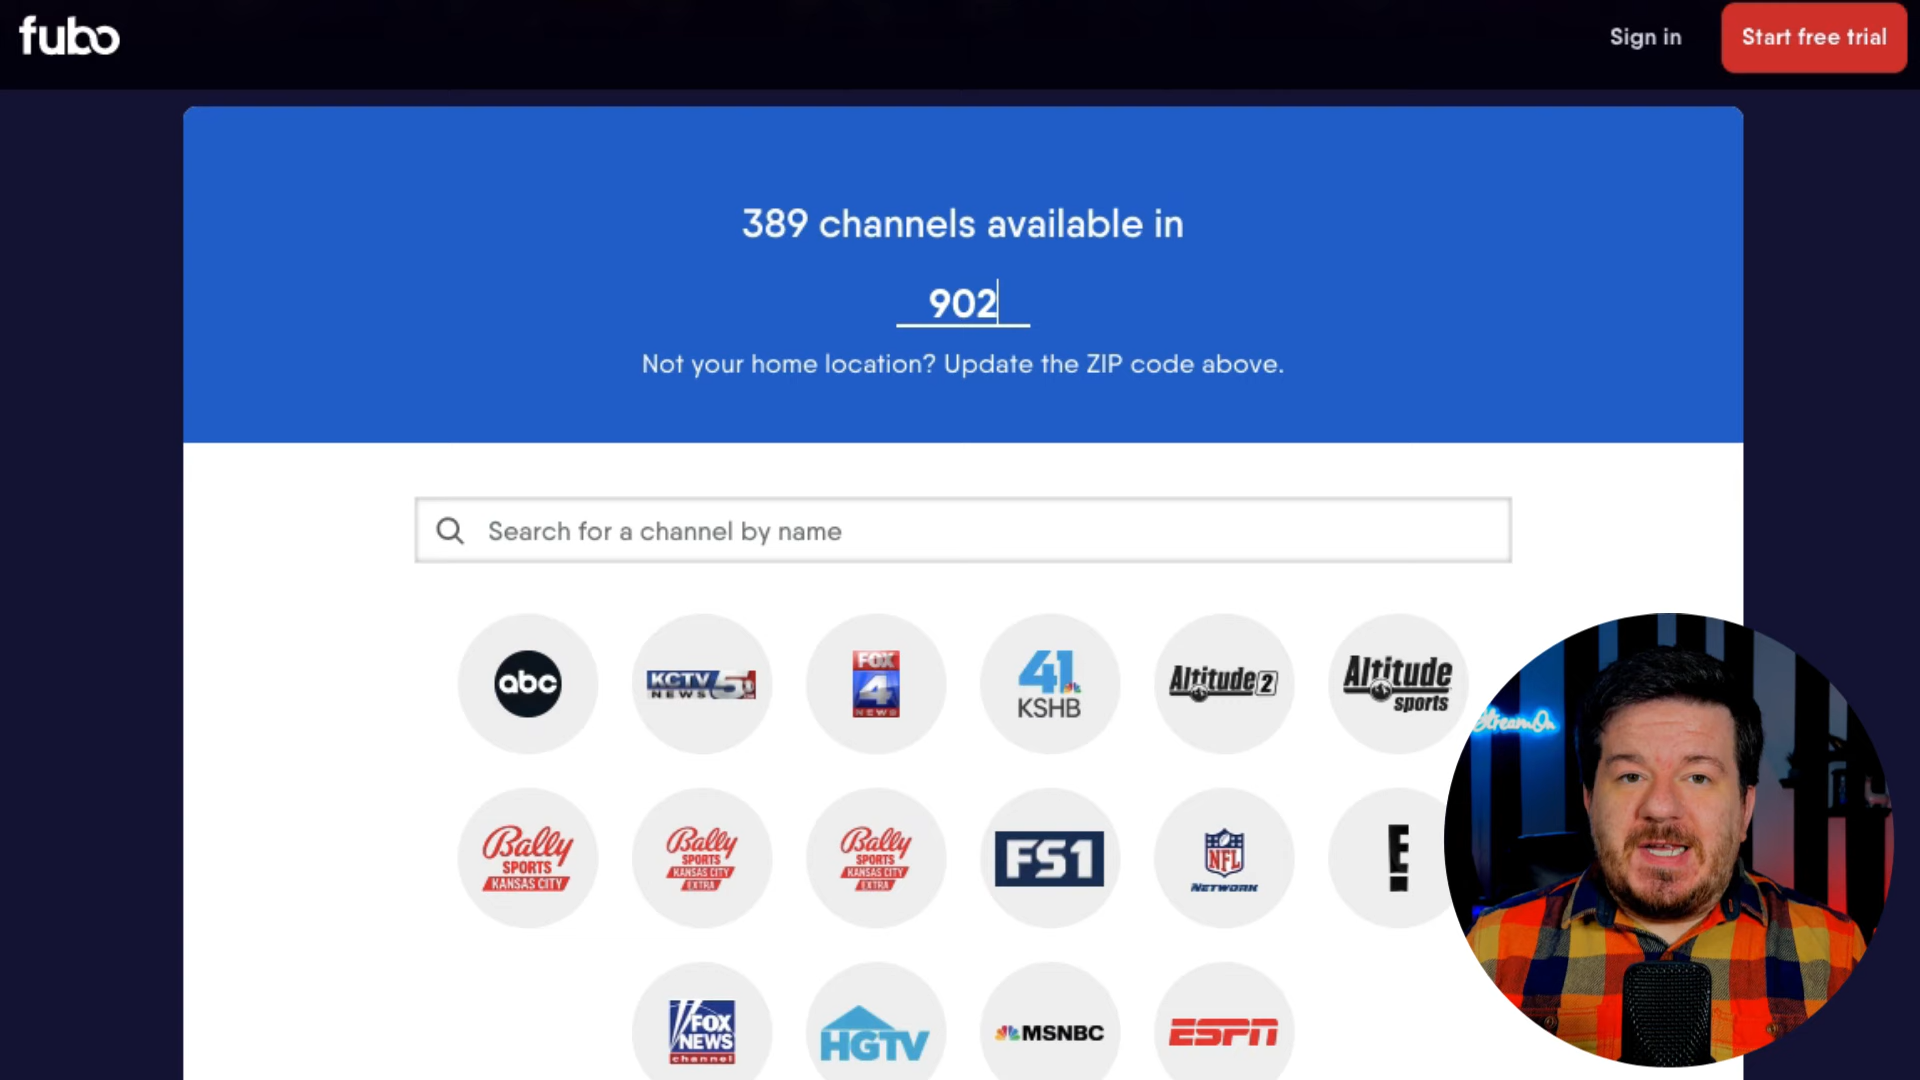 fubo
Sign in
Start free trial
389 channels available in
902
Not your home location? Update the ZIP code above.
Search for a channel by name
abc
KCTV NEWS 5
FOX 4 NEWS
41 KSHB
Altitude 2
Altitude sports
Bally SPORTS KANSAS CITY
Bally SPORTS KANSAS CITY EXTRA
Bally SPORTS KANSAS CITY EXTRA
FS1
NFL NETWORK
E!
StreamOn
FOX NEWS channel
HGTV
MSNBC
ESPN